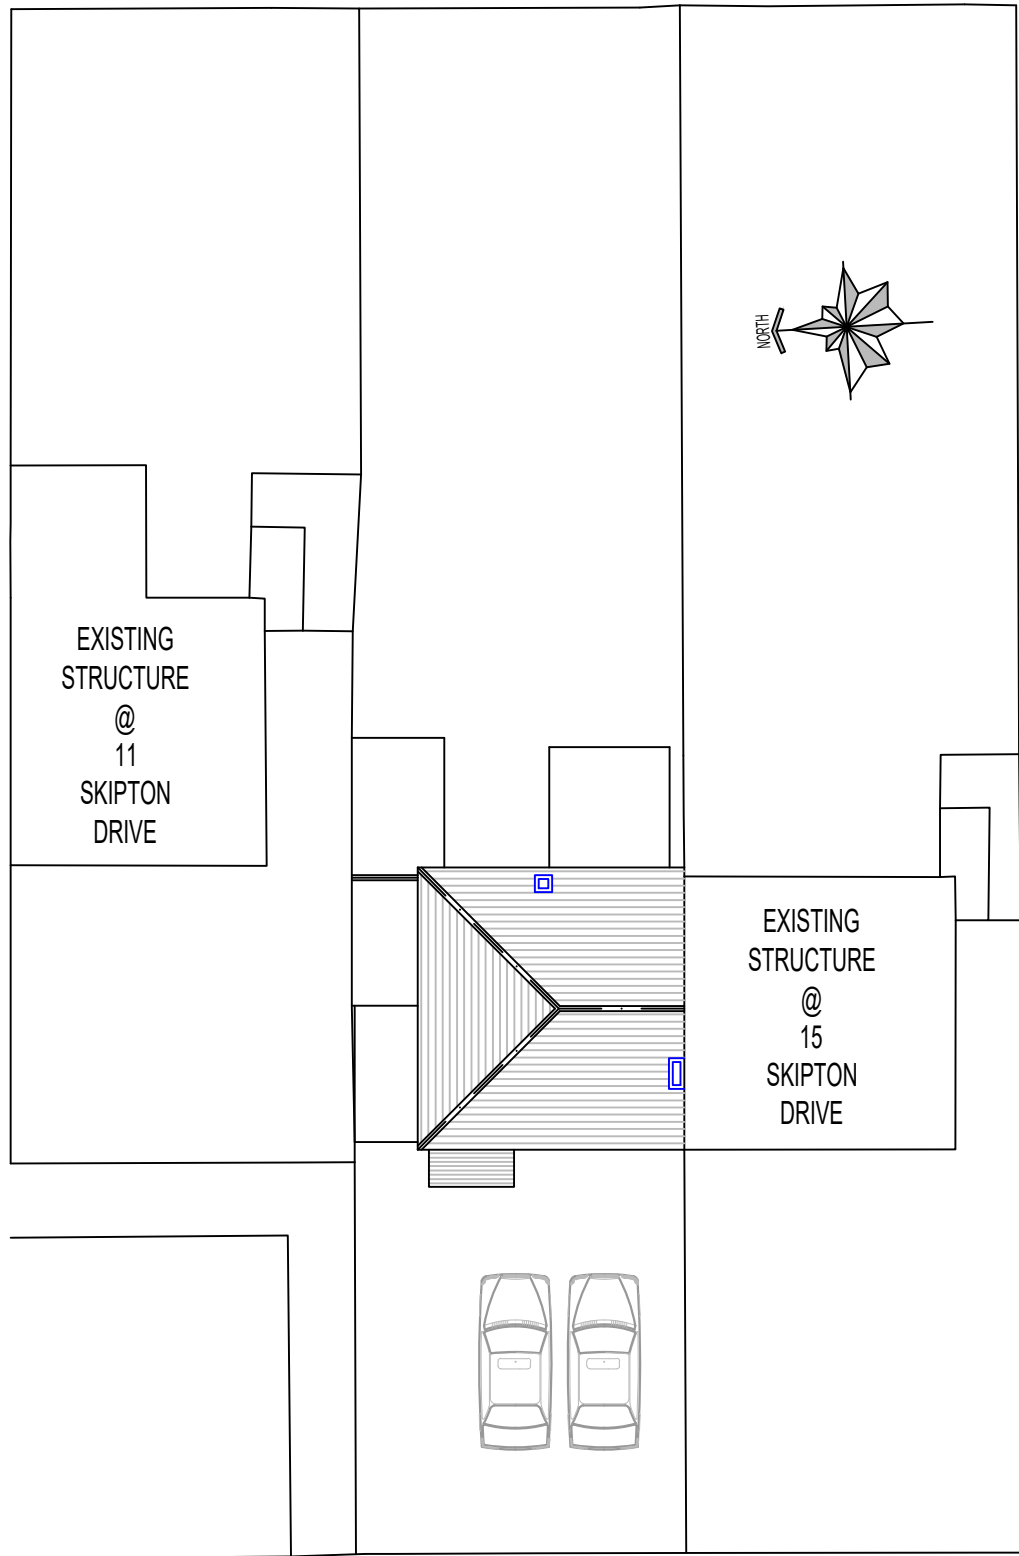 NORTH
EXISTING
STRUCTURE
@
11
SKIPTON
DRIVE
EXISTING
STRUCTURE
@
15
SKIPTON
DRIVE